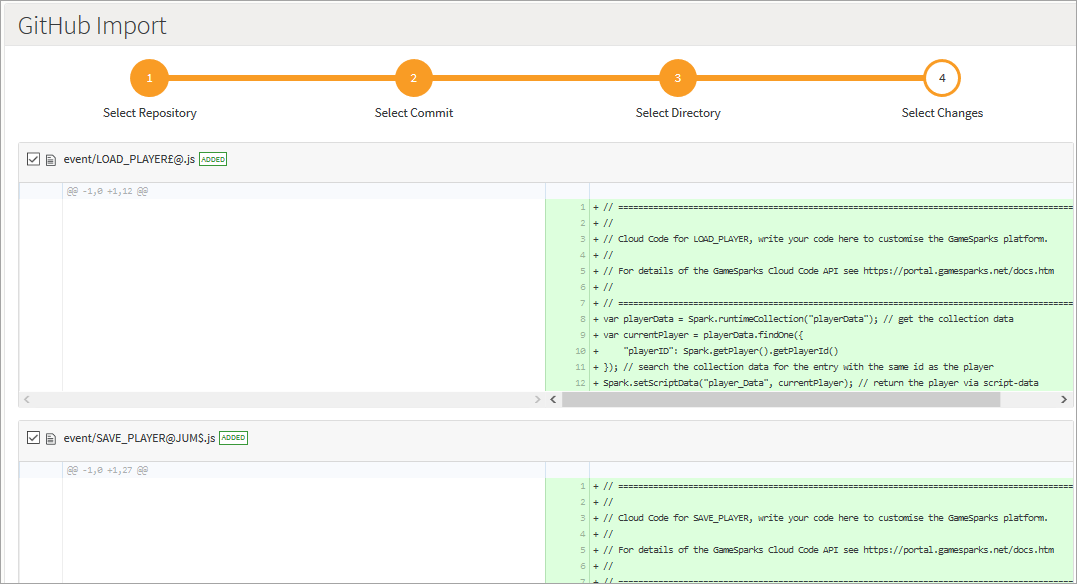 GitHub Import
1 2 3 4
Select Repository Select Commit Select Directory Select Changes
event/LOAD_PLAYER£@.js ADDED
@@ -1,0 +1,12 @@
1 + // ==========================================================================================
2 + //
3 + // Cloud Code for LOAD_PLAYER, write your code here to customise the GameSparks platform.
4 + //
5 + // For details of the GameSparks Cloud Code API see https://portal.gamesparks.net/docs.htm
6 + //
7 + // ==========================================================================================
8 + var playerData = Spark.runtimeCollection("playerData"); // get the collection data
9 + var currentPlayer = playerData.findOne({
10 + "playerID": Spark.getPlayer().getPlayerId()
11 + }); // search the collection data for the entry with the same id as the player
12 + Spark.setScriptData("player_Data", currentPlayer); // return the player via script-data
event/SAVE_PLAYER@JUM$.js ADDED
@@ -1,0 +1,27 @@
1 + // ==========================================================================================
2 + //
3 + // Cloud Code for SAVE_PLAYER, write your code here to customise the GameSparks platform.
4 + //
5 + // For details of the GameSparks Cloud Code API see https://portal.gamesparks.net/docs.htm
6 + //
7 + // ==========================================================================================